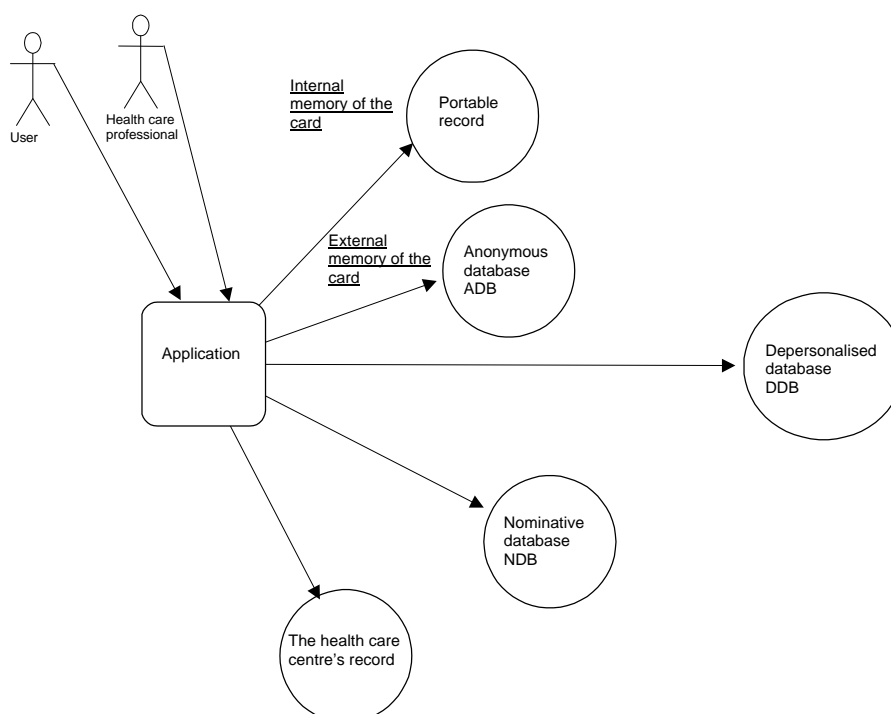 User
Health care
professional
Internal
memory of the
card
Portable
record
External
memory of the
card
Anonymous
database
ADB
Application
Depersonalised
database
DDB
Nominative
database
NDB
The health care
centre's record